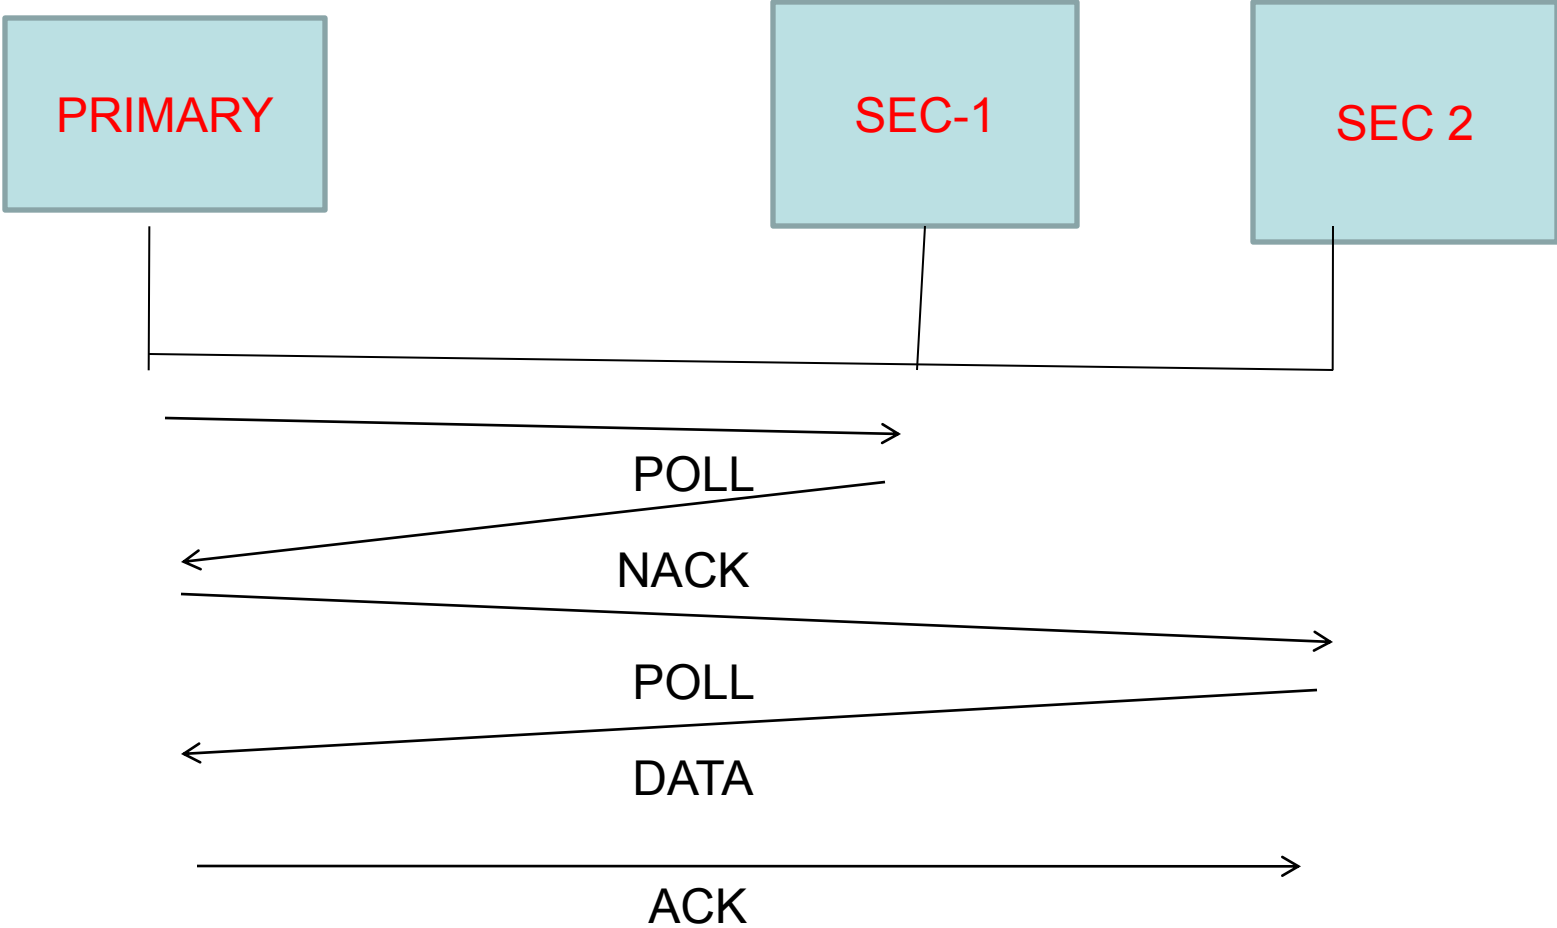 PRIMARY
SEC-1
SEC 2
POLL
NACK
POLL
DATA
ACK